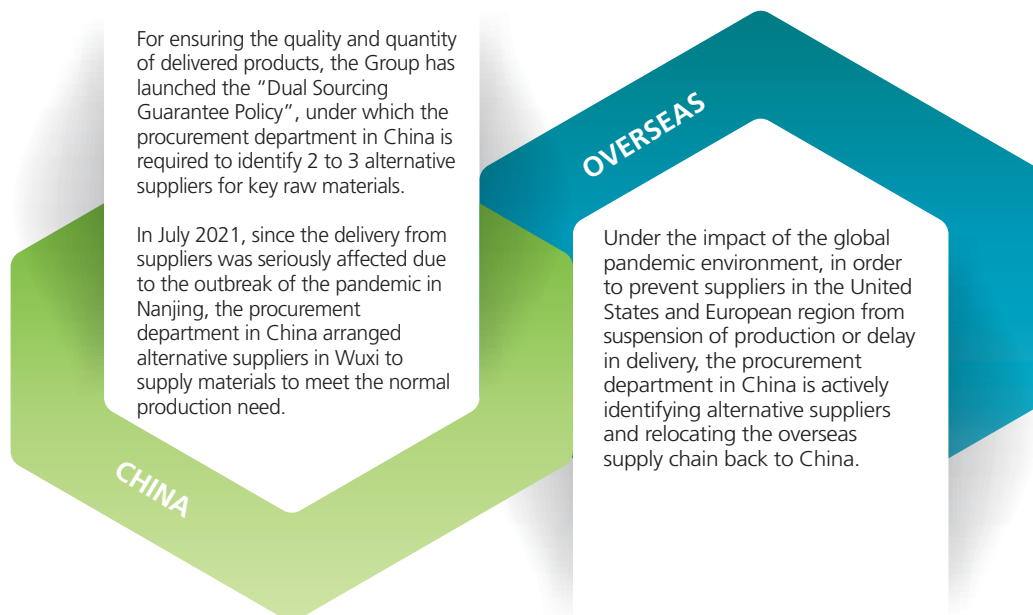 For ensuring the quality and quantity
of delivered products, the Group has
launched the “Dual Sourcing
Guarantee Policy”, under which the
procurement department in China is
required to identify 2 to 3 alternative
suppliers for key raw materials.
In July 2021, since the delivery from
suppliers was seriously affected due
to the outbreak of the pandemic in
Nanjing, the procurement
department in China arranged
alternative suppliers in Wuxi to
supply materials to meet the normal
production need.
CHINA
OVERSEAS
Under the impact of the global
pandemic environment, in order
to prevent suppliers in the United
States and European region from
suspension of production or delay
in delivery, the procurement
department in China is actively
identifying alternative suppliers
and relocating the overseas
supply chain back to China.